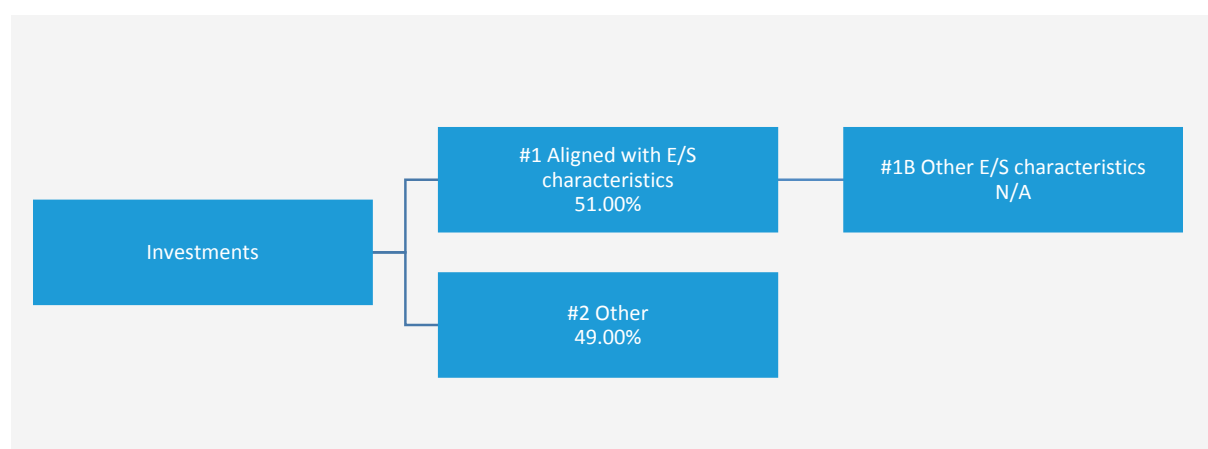 Investments
#1 Aligned with E/S
characteristics
51.00%
#1B Other E/S characteristics
N/A
#2 Other
49.00%